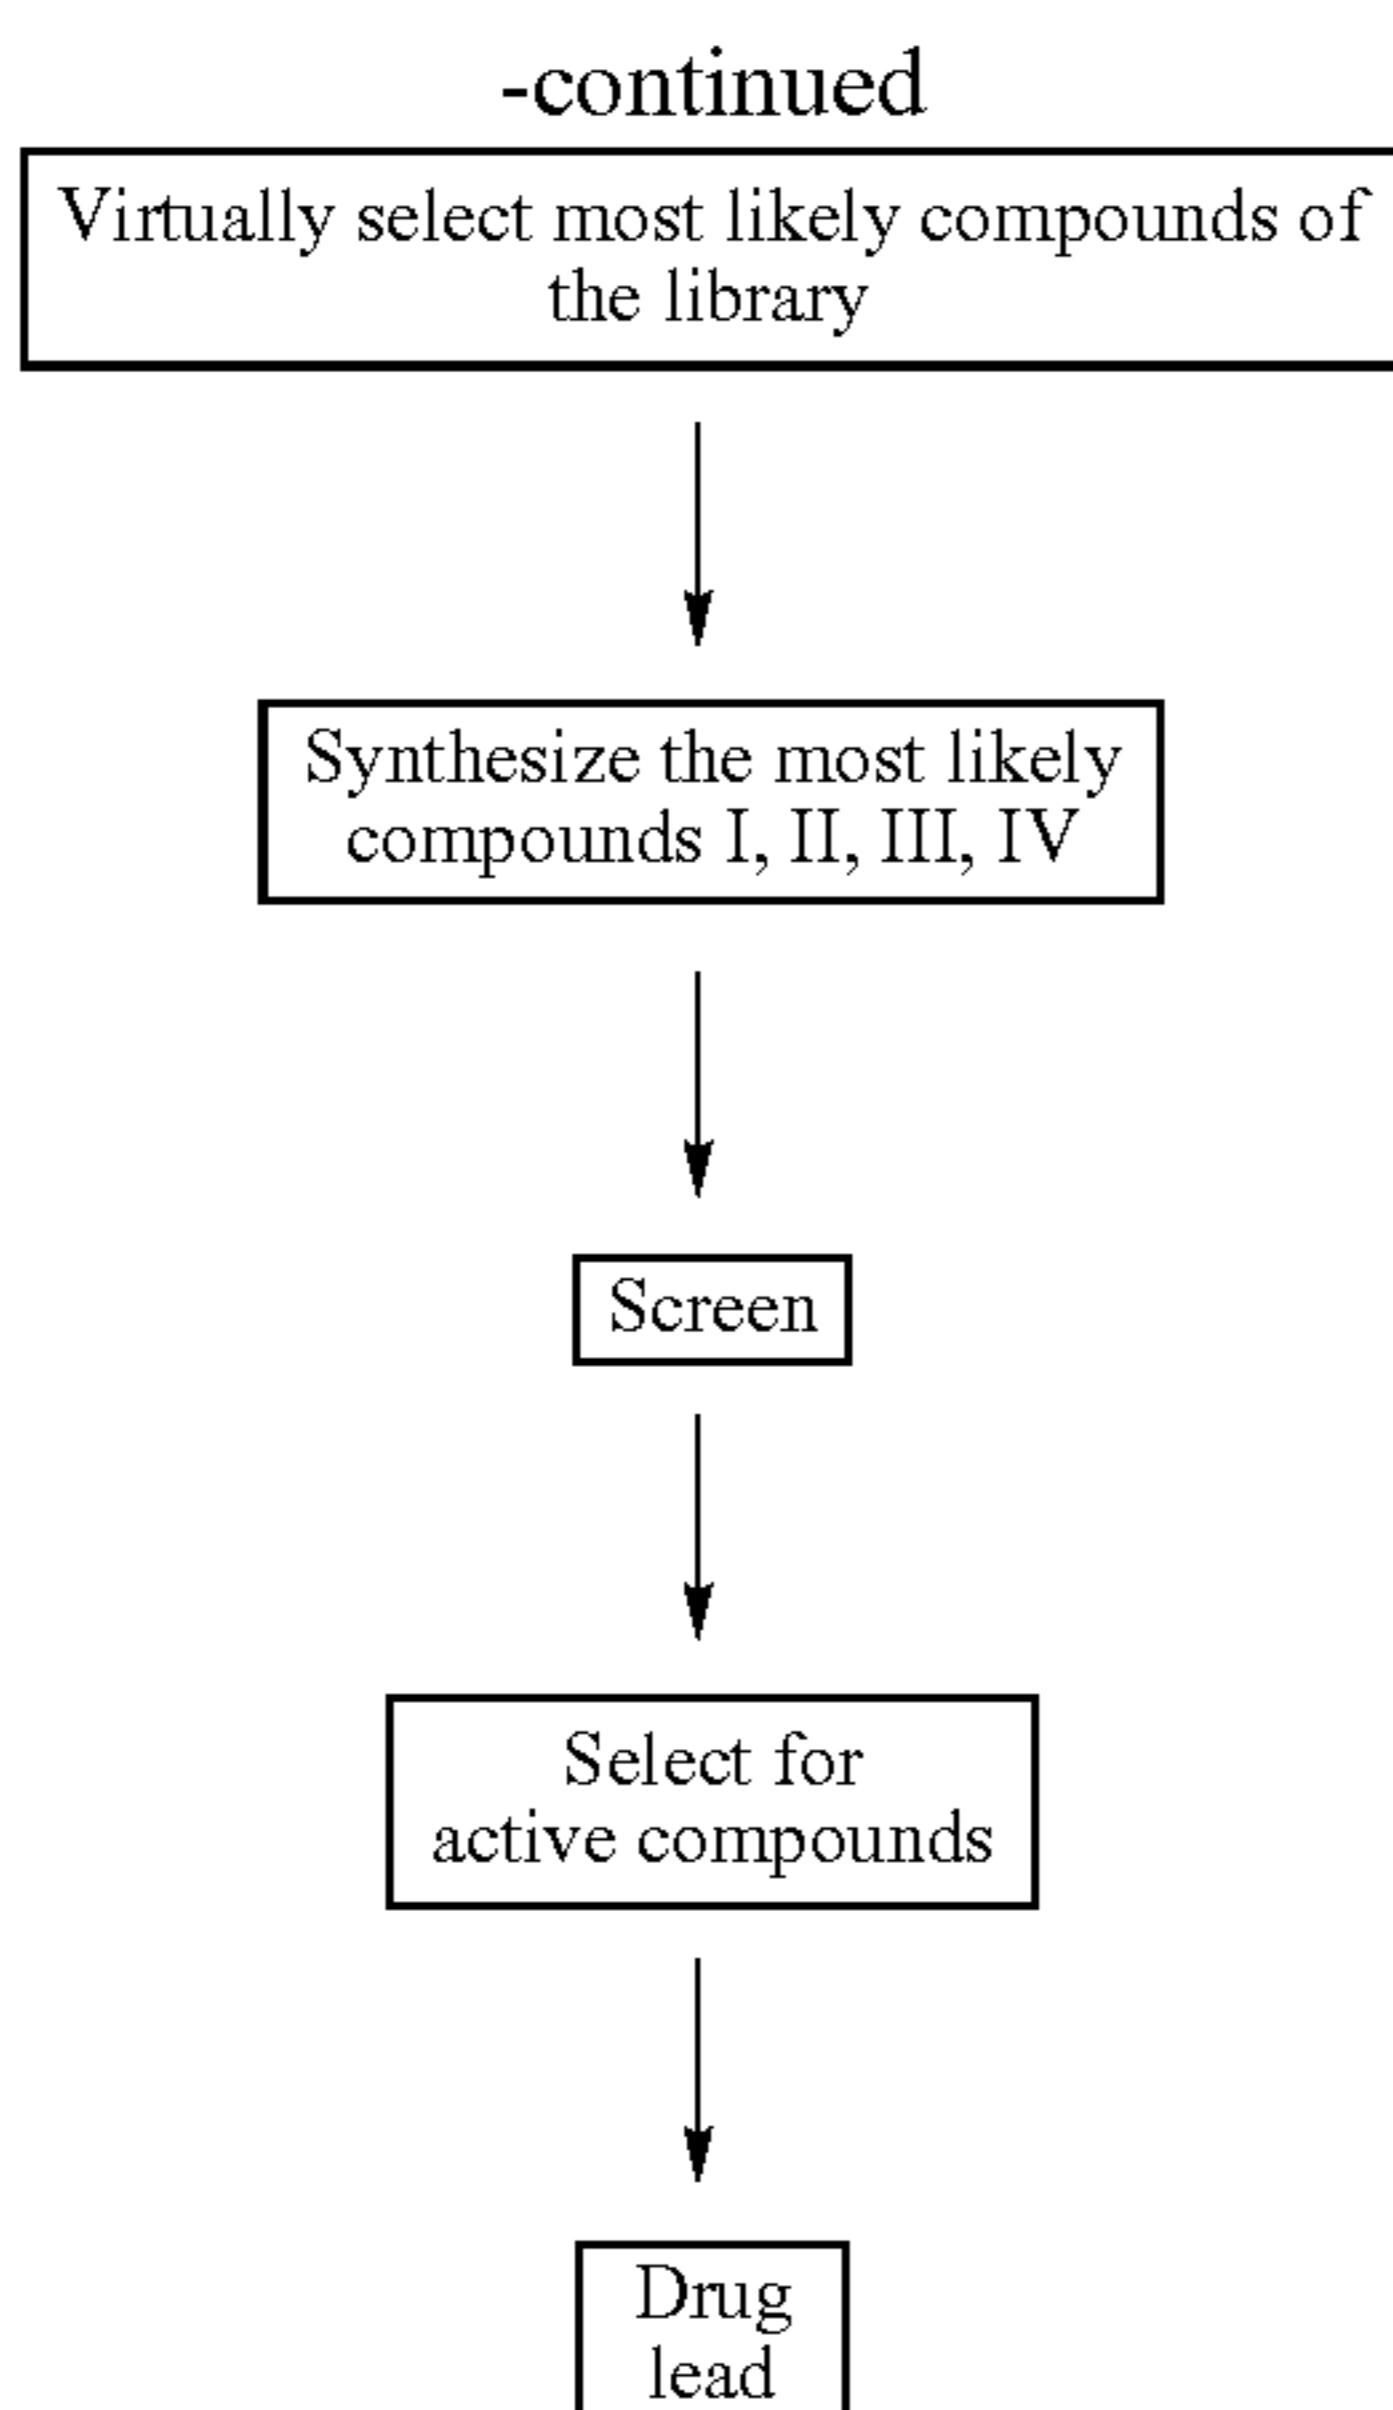 -continued
Virtually select most likely compounds of
the library
Synthesize the most likely
compounds I, II, III, IV
Screen
Select for
active compounds
Drug
lead